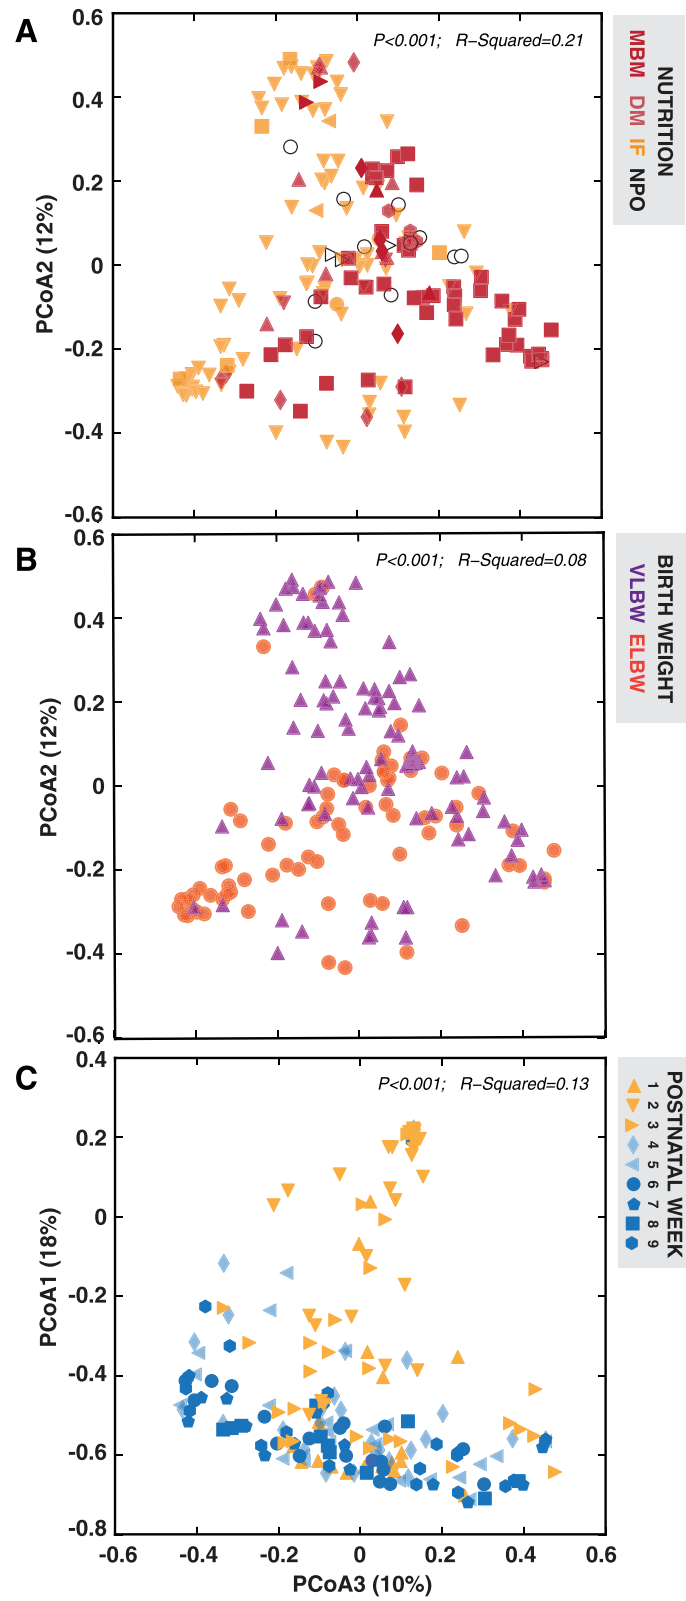 A
P<0.001; R−Squared=0.21
0.6
0.4
0.2
0
-0.2
-0.4
-0.6
PCoA2 (12%)
NUTRITION
MBM DM IF NPO
B
P<0.001; R−Squared=0.08
0.6
0.4
0.2
0
-0.2
-0.4
-0.6
PCoA2 (12%)
BIRTH WEIGHT
VLBW ELBW
C
P<0.001; R−Squared=0.13
0.4
0.2
0
-0.2
-0.4
-0.6
-0.8
PCoA1 (18%)
POSTNATAL WEEK
1 2 3 4 5 6 7 8 9
-0.6 -0.4 -0.2 0 0.2 0.4 0.6
PCoA3 (10%)